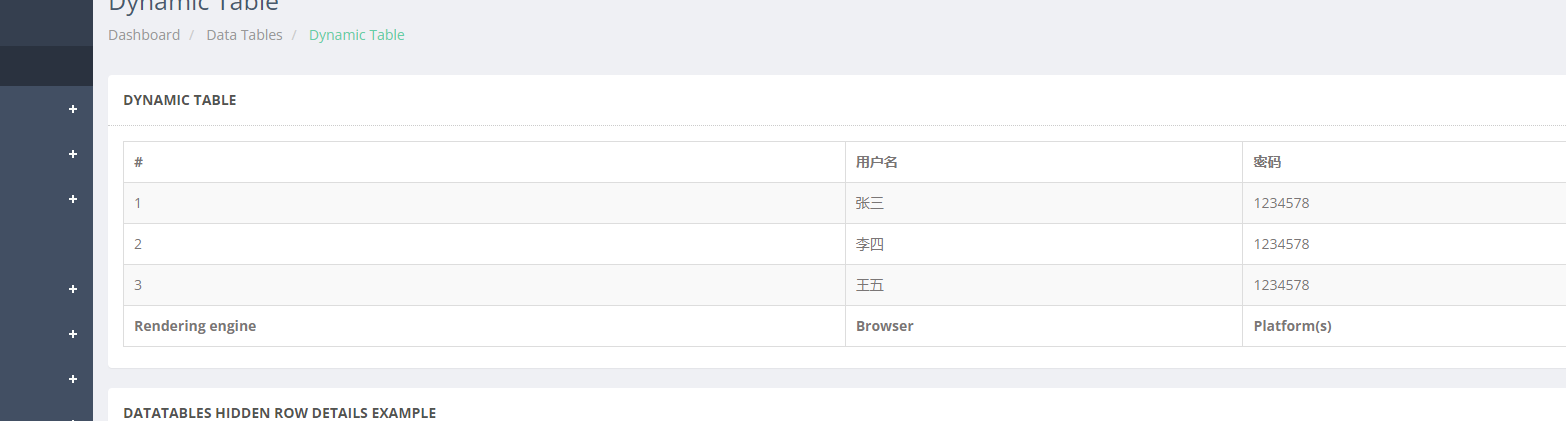 Dynamic Table
Dashboard / Data Tables / Dynamic Table
DYNAMIC TABLE
# 用户名 密码
1 张三 1234578
2 李四 1234578
3 王五 1234578
Rendering engine Browser Platform(s)
DATATABLES HIDDEN ROW DETAILS EXAMPLE